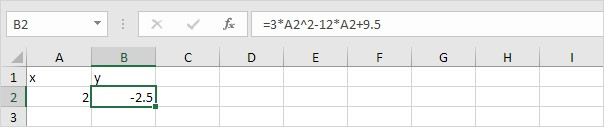 B2 fx =3*A2^2-12*A2+9.5
A B C D E F G H I
1 x y
2 2 -2.5
3